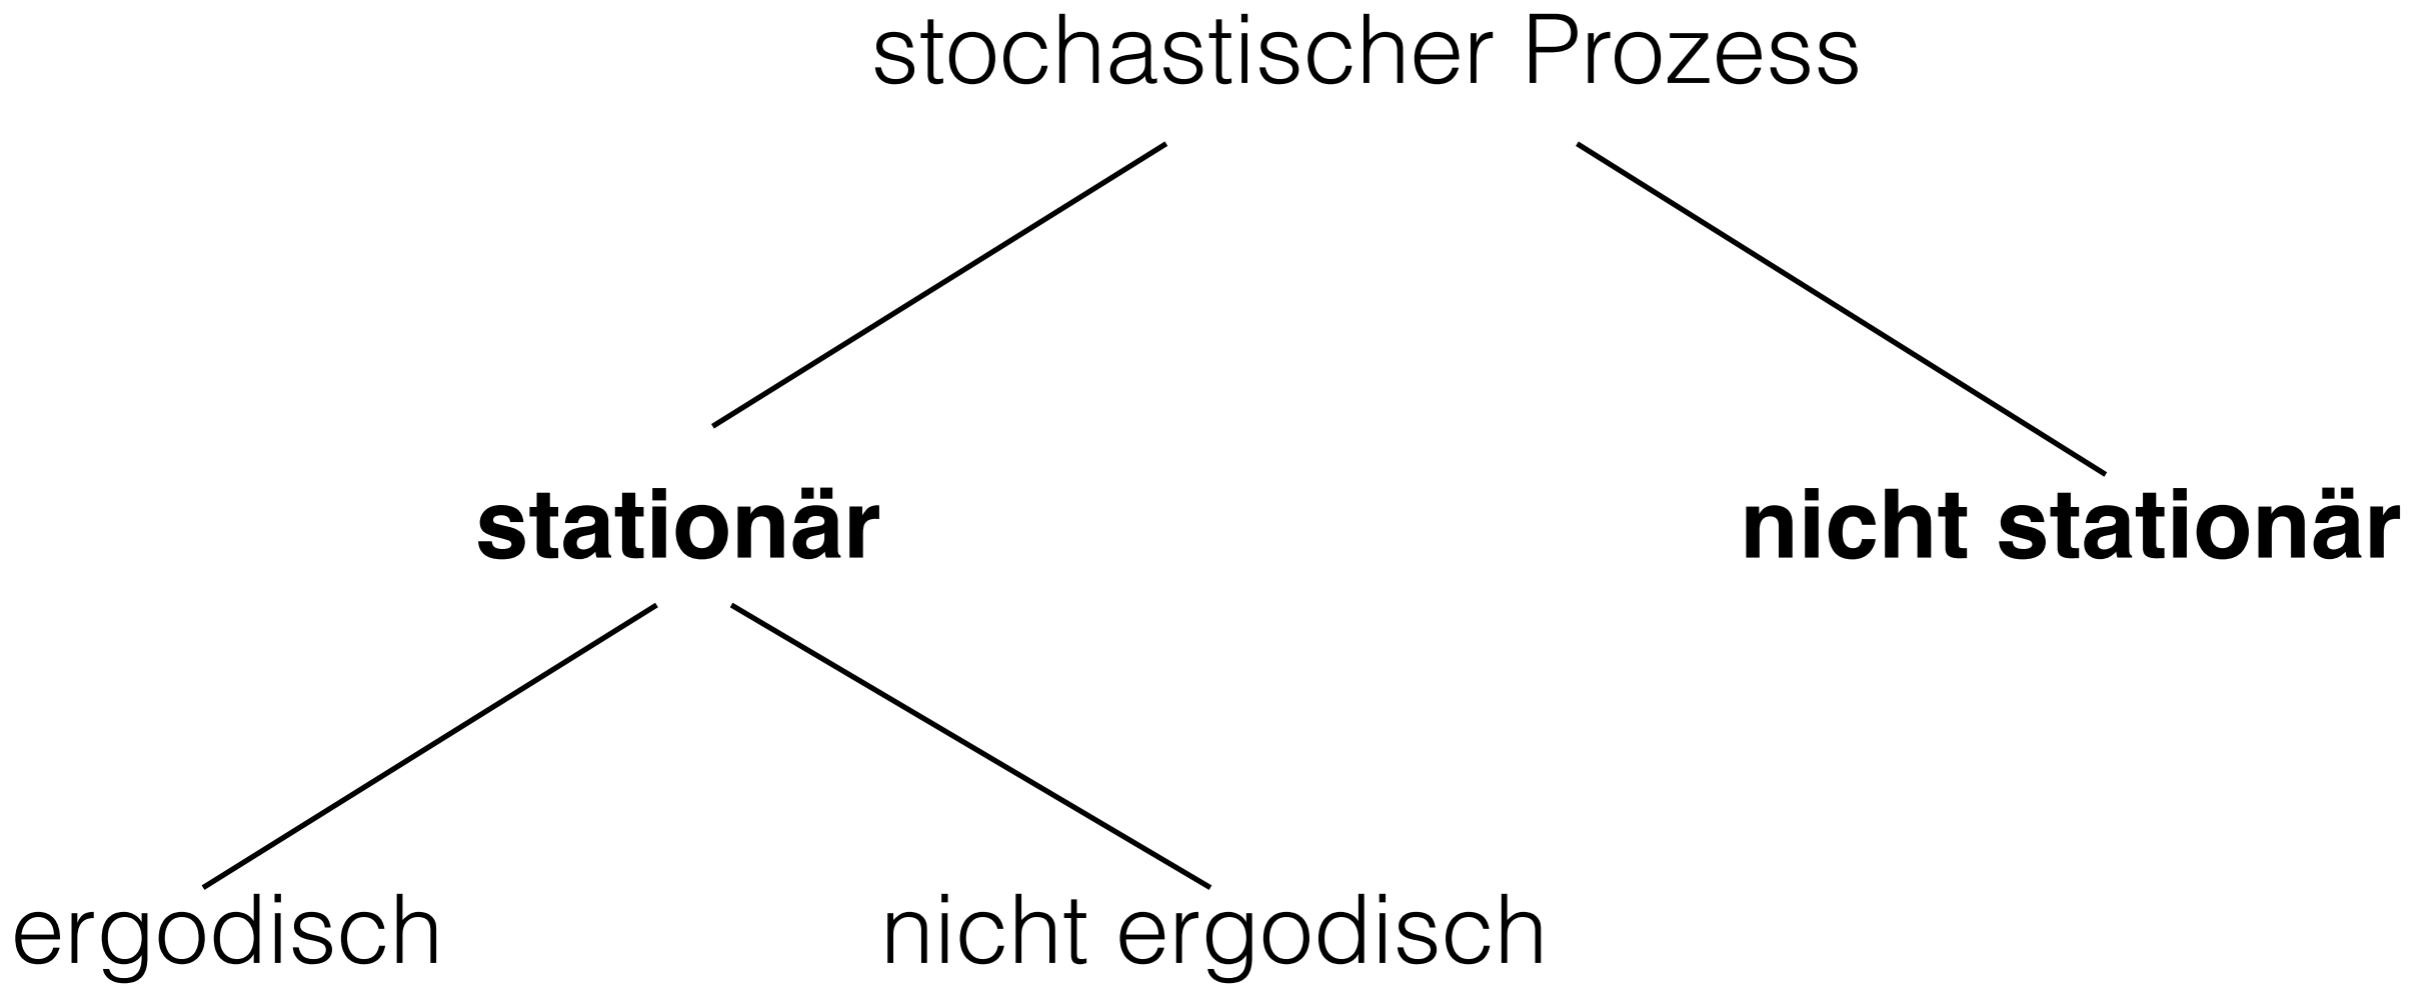 stochastischer Prozess
stationär
nicht stationär
ergodisch
nicht ergodisch